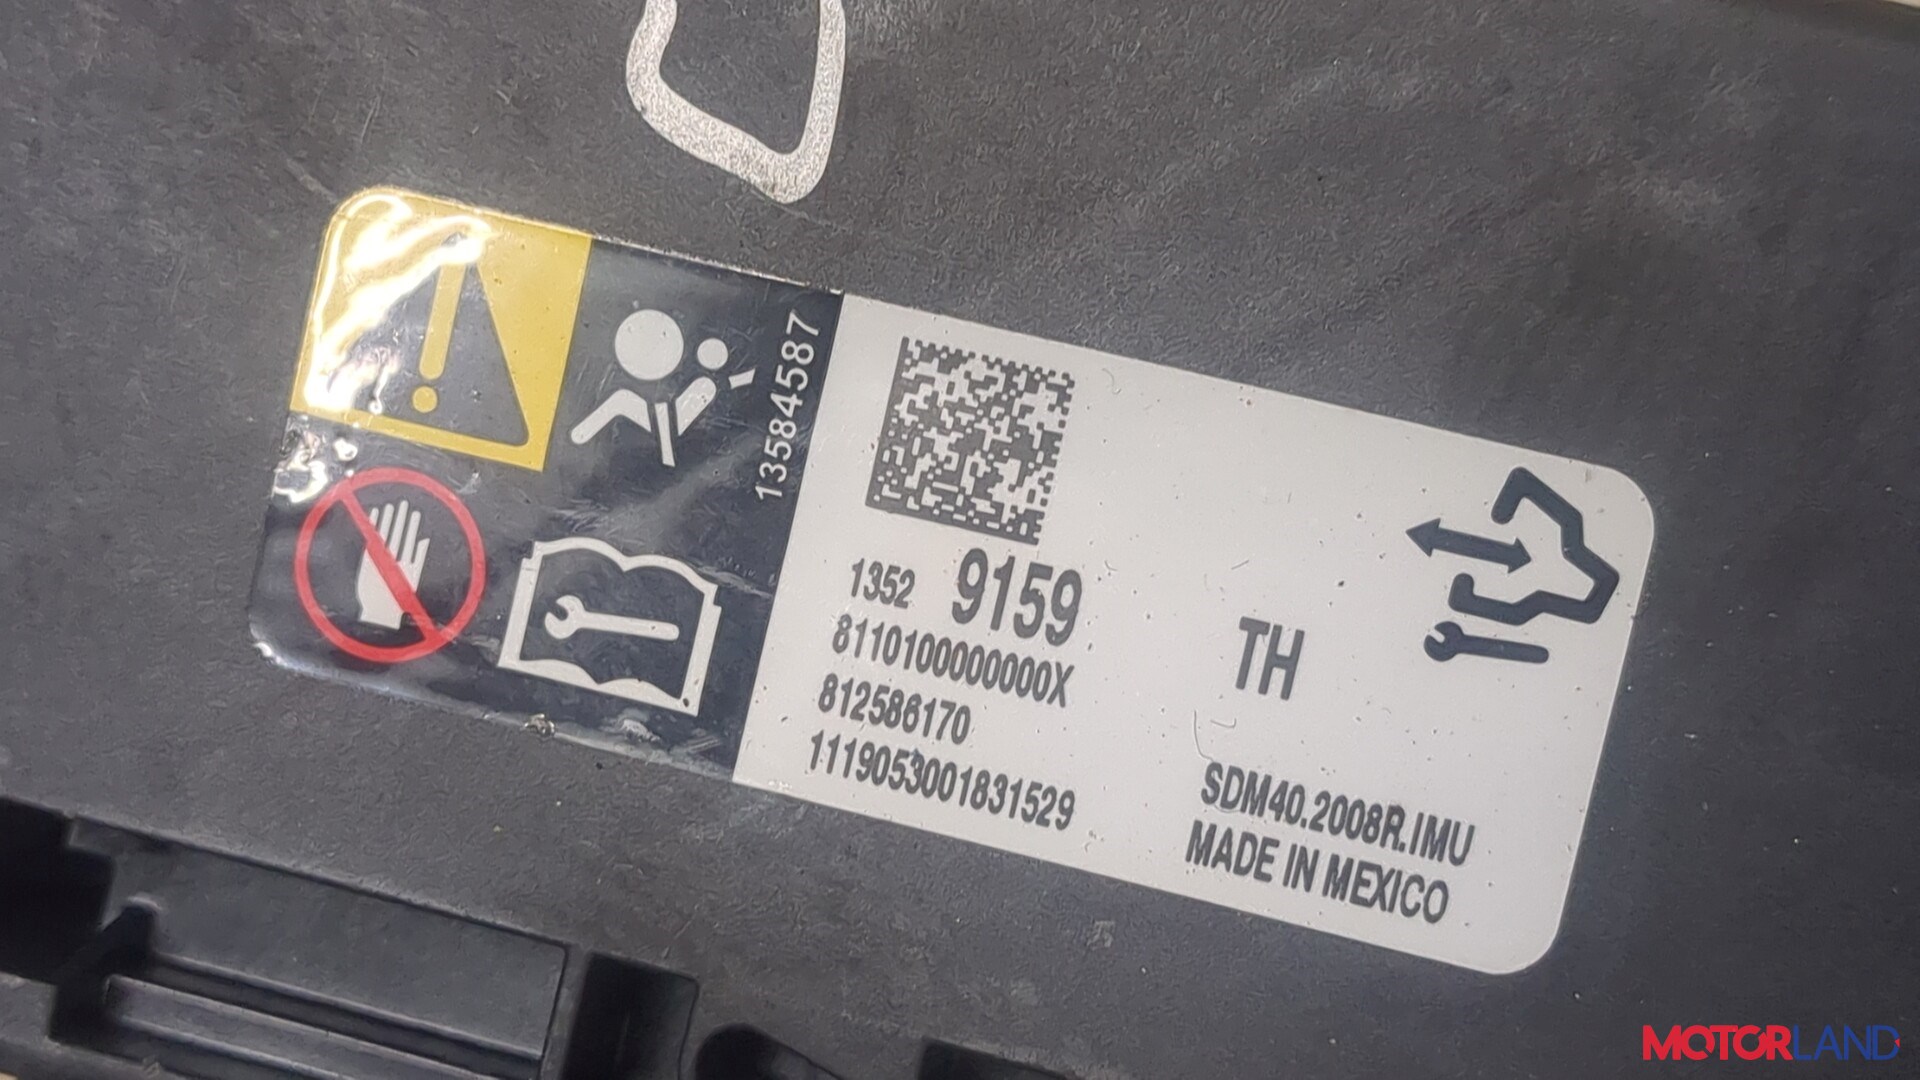 13584587
1352 9159
8110100000000X
812586170
1119053001831529
TH
SDM40.2008R.IMU
MADE IN MEXICO
MOTORLAND